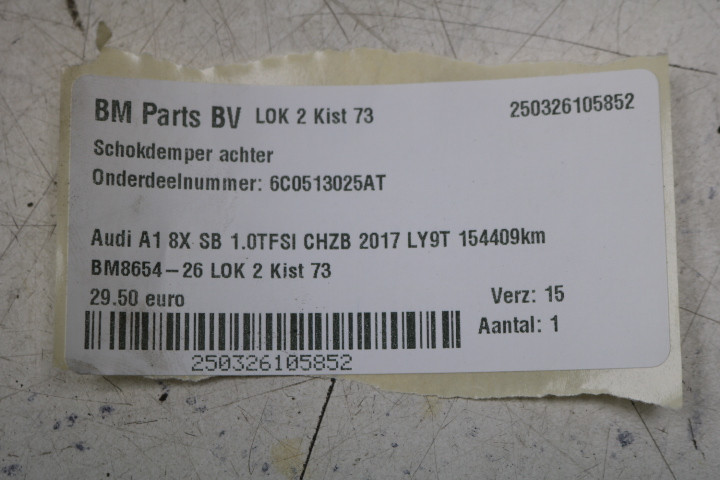 BM Parts BV LOK 2 Kist 73 250326105852
Schokdemper achter
Onderdeelnummer: 6C0513025AT
Audi A1 8X SB 1.0TFSI CHZB 2017 LY9T 154409km
BM8654-26 LOK 2 Kist 73
29.50 euro Verz: 15
Aantal: 1
250326105852